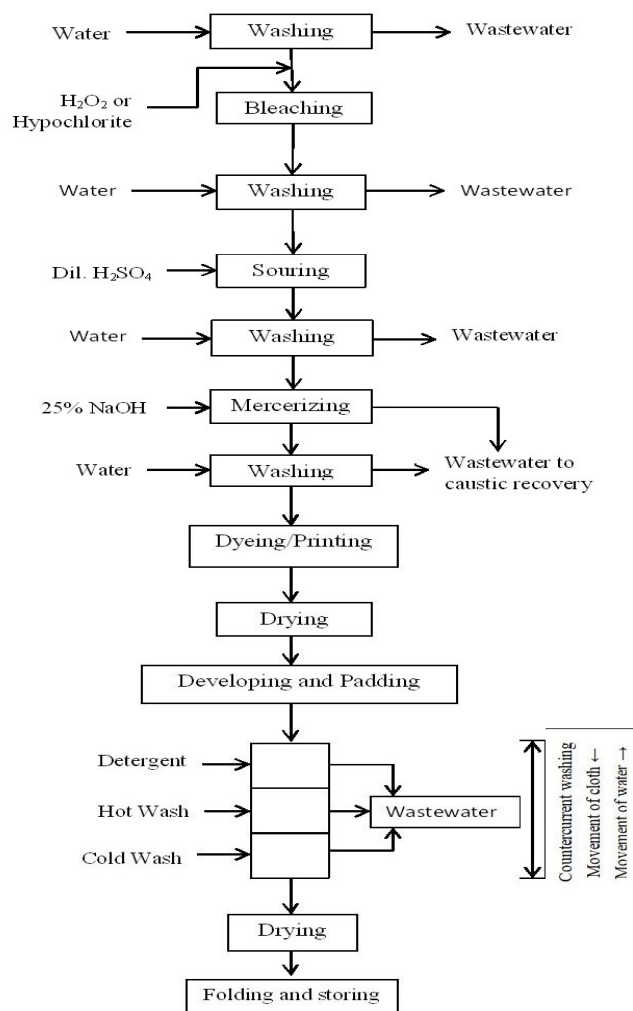 Water
Washing
Wastewater
H₂O₂ or
Hypochlorite
Bleaching
Water
Washing
Wastewater
Dil. H₂SO₄
Souring
Water
Washing
Wastewater
25% NaOH
Mercerizing
Water
Washing
Wastewater to
caustic recovery
Dyeing/Printing
Drying
Developing and Padding
Detergent
Hot Wash
Wastewater
Cold Wash
Countercurrent washing
Movement of cloth ←
Movement of water →
Drying
Folding and storing